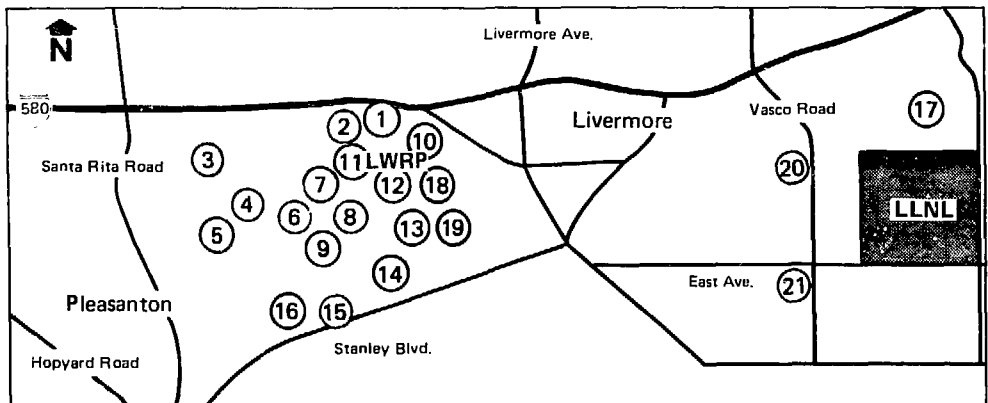 N
Livermore Ave.
580
Vasco Road
17
1
2
Livermore
10
Santa Rita Road
3
11 LWRP
20
7
12
18
4
LLNL
6
8
5
13
19
9
14
East Ave.
21
Pleasanton
16
15
Stanley Blvd.
Hopyard Road